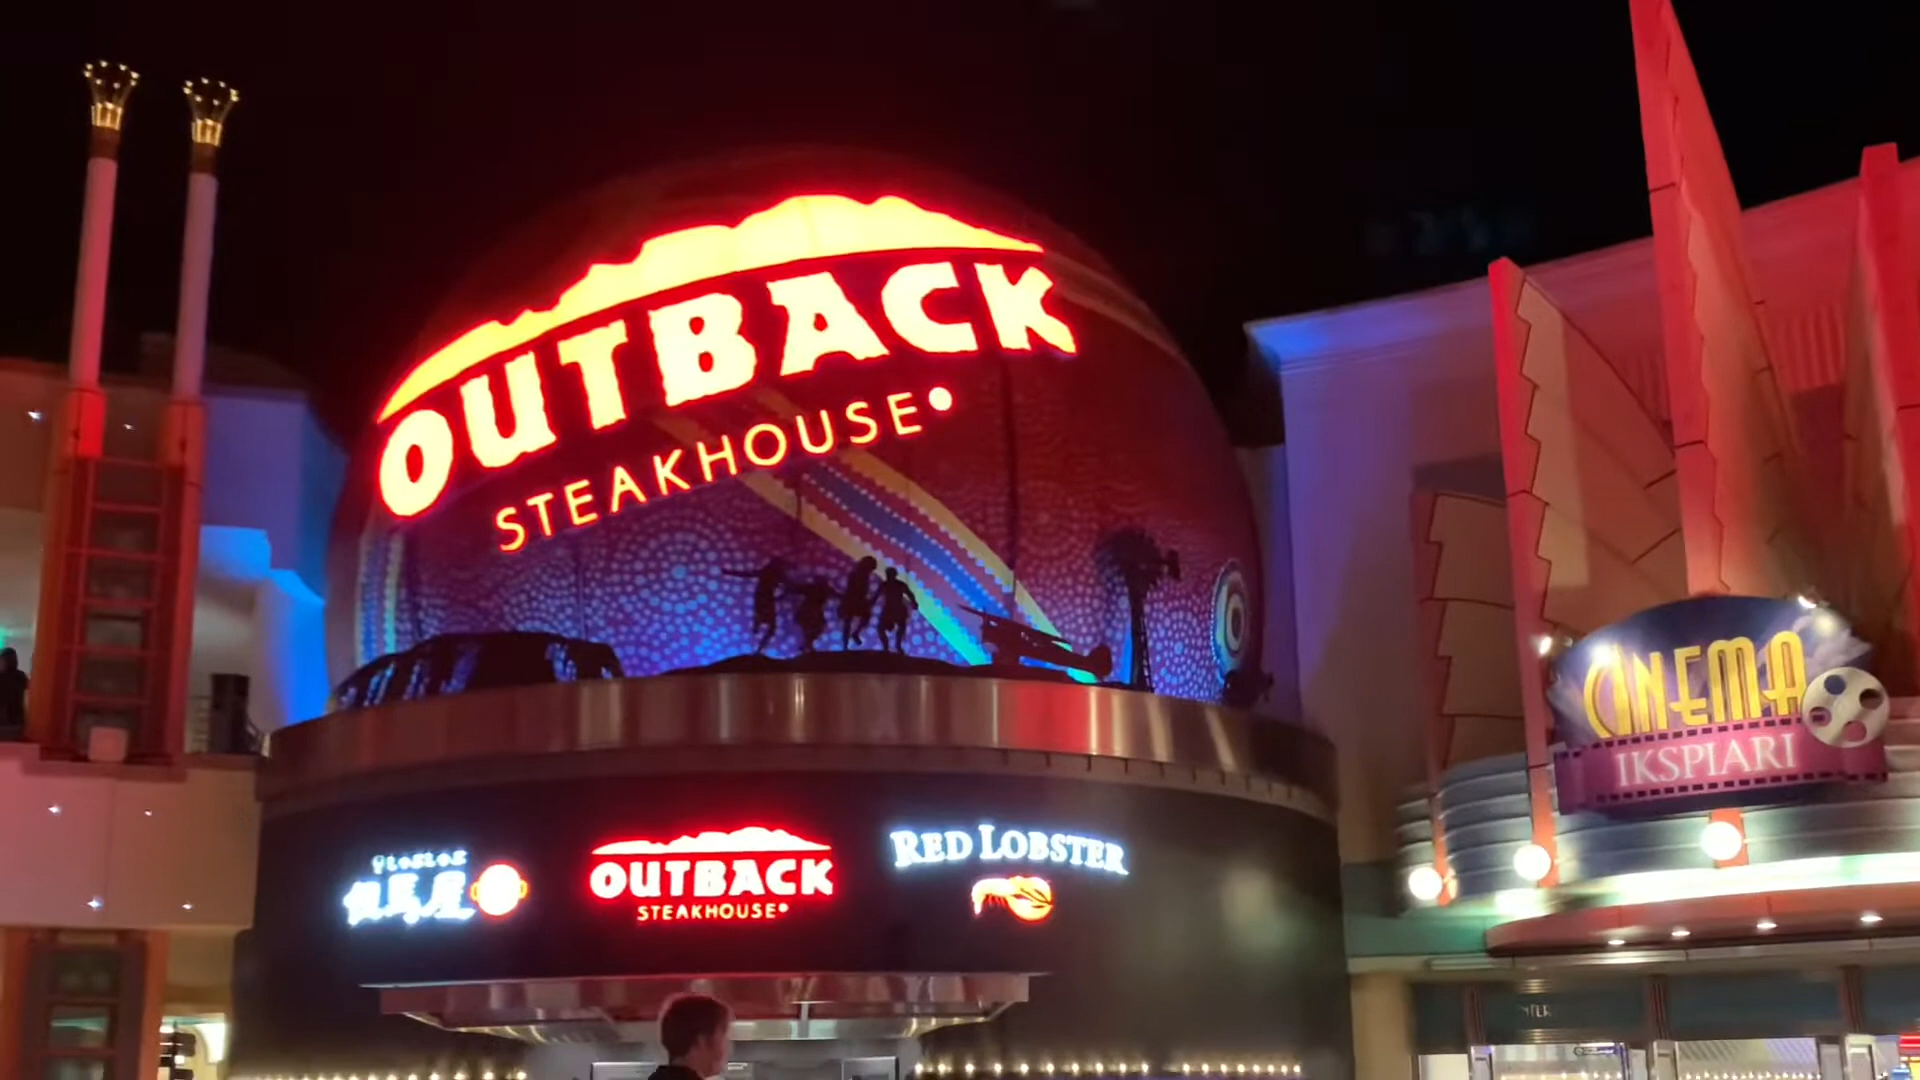 OUTBACK
STEAKHOUSE
OUTBACK
STEAKHOUSE
RED LOBSTER
CINEMA
IKSPIARI